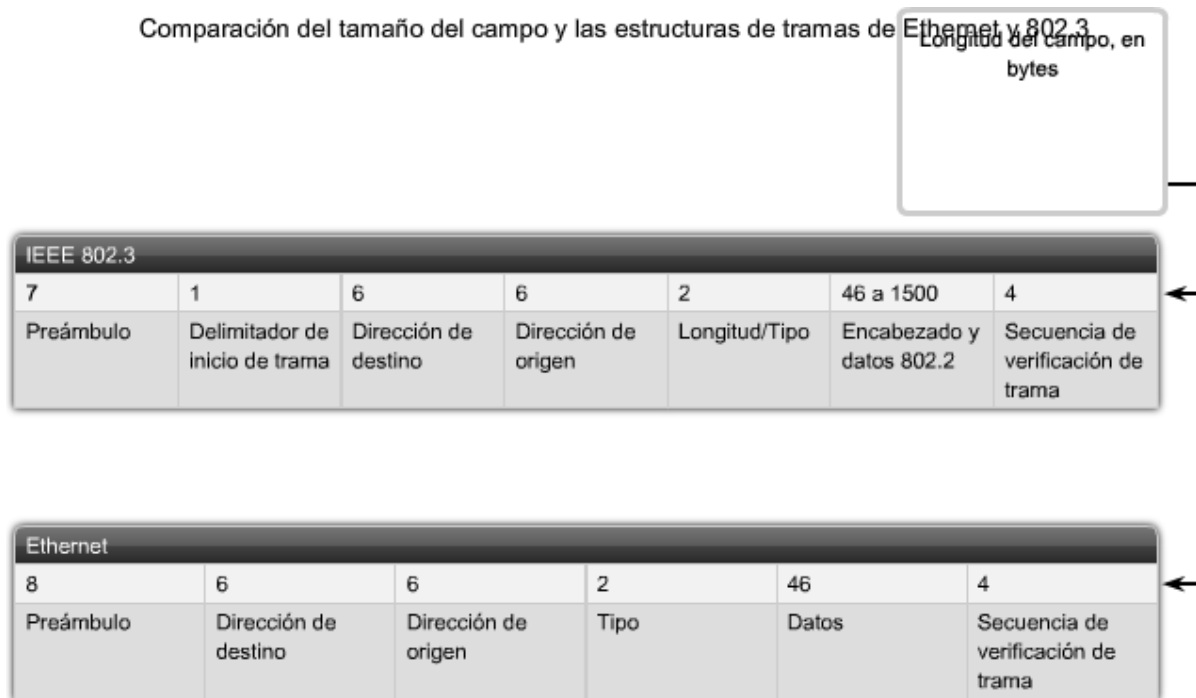 Comparación del tamaño del campo y las estructuras de tramas de Ethernet y 802.3
Longitud del campo, en
bytes
IEEE 802.3
7 1 6 6 2 46 a 1500 4
Preámbulo Delimitador de Dirección de Dirección de Longitud/Tipo Encabezado y Secuencia de
inicio de trama destino origen datos 802.2 verificación de
trama
Ethernet
8 6 6 2 46 4
Preámbulo Dirección de Dirección de Tipo Datos Secuencia de
destino origen verificación de
trama